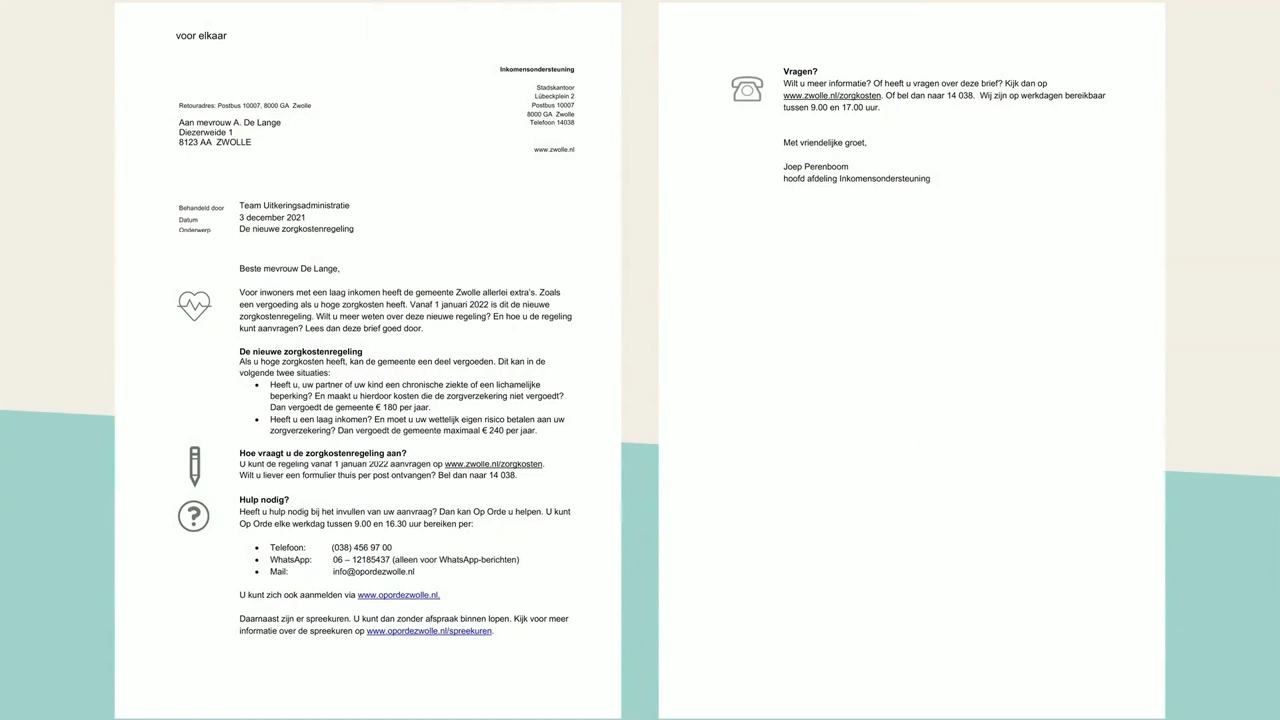 voor elkaar
Inkomensondersteuning
Stadskantoor
Lübeckplein 2
Postbus 10007
8000 GA Zwolle
Telefoon 14038
www.zwolle.nl
Retouradres: Postbus 10007, 8000 GA Zwolle
Aan mevrouw A. De Lange
Diezerweide 1
8123 AA ZWOLLE
Behandeld door Team Uitkeringsadministratie
Datum 3 december 2021
Onderwerp De nieuwe zorgkostenregeling
Beste mevrouw De Lange,
Voor inwoners met een laag inkomen heeft de gemeente Zwolle allerlei extra's. Zoals
een vergoeding als u hoge zorgkosten heeft. Vanaf 1 januari 2022 is dit de nieuwe
zorgkostenregeling. Wilt u meer weten over deze nieuwe regeling? En hoe u de regeling
kunt aanvragen? Lees dan deze brief goed door.
De nieuwe zorgkostenregeling
Als u hoge zorgkosten heeft, kan de gemeente een deel vergoeden. Dit kan in de
volgende twee situaties:
• Heeft u, uw partner of uw kind een chronische ziekte of een lichamelijke
beperking? En maakt u hierdoor kosten die de zorgverzekering niet vergoedt?
Dan vergoedt de gemeente € 180 per jaar.
• Heeft u een laag inkomen? En moet u uw wettelijk eigen risico betalen aan uw
zorgverzekering? Dan vergoedt de gemeente maximaal € 240 per jaar.
Hoe vraagt u de zorgkostenregeling aan?
U kunt de regeling vanaf 1 januari 2022 aanvragen op www.zwolle.nl/zorgkosten.
Wilt u liever een formulier thuis per post ontvangen? Bel dan naar 14 038.
Hulp nodig?
Heeft u hulp nodig bij het invullen van uw aanvraag? Dan kan Op Orde u helpen. U kunt
Op Orde elke werkdag tussen 9.00 en 16.30 uur bereiken per:
• Telefoon: (038) 456 97 00
• WhatsApp: 06 – 12185437 (alleen voor WhatsApp-berichten)
• Mail: info@opordezwolle.nl
U kunt zich ook aanmelden via www.opordezwolle.nl.
Daarnaast zijn er spreekuren. U kunt dan zonder afspraak binnen lopen. Kijk voor meer
informatie over de spreekuren op www.opordezwolle.nl/spreekuren.
Vragen?
Wilt u meer informatie? Of heeft u vragen over deze brief? Kijk dan op
www.zwolle.nl/zorgkosten. Of bel dan naar 14 038. Wij zijn op werkdagen bereikbaar
tussen 9.00 en 17.00 uur.
Met vriendelijke groet,
Joep Perenboom
hoofd afdeling Inkomensondersteuning